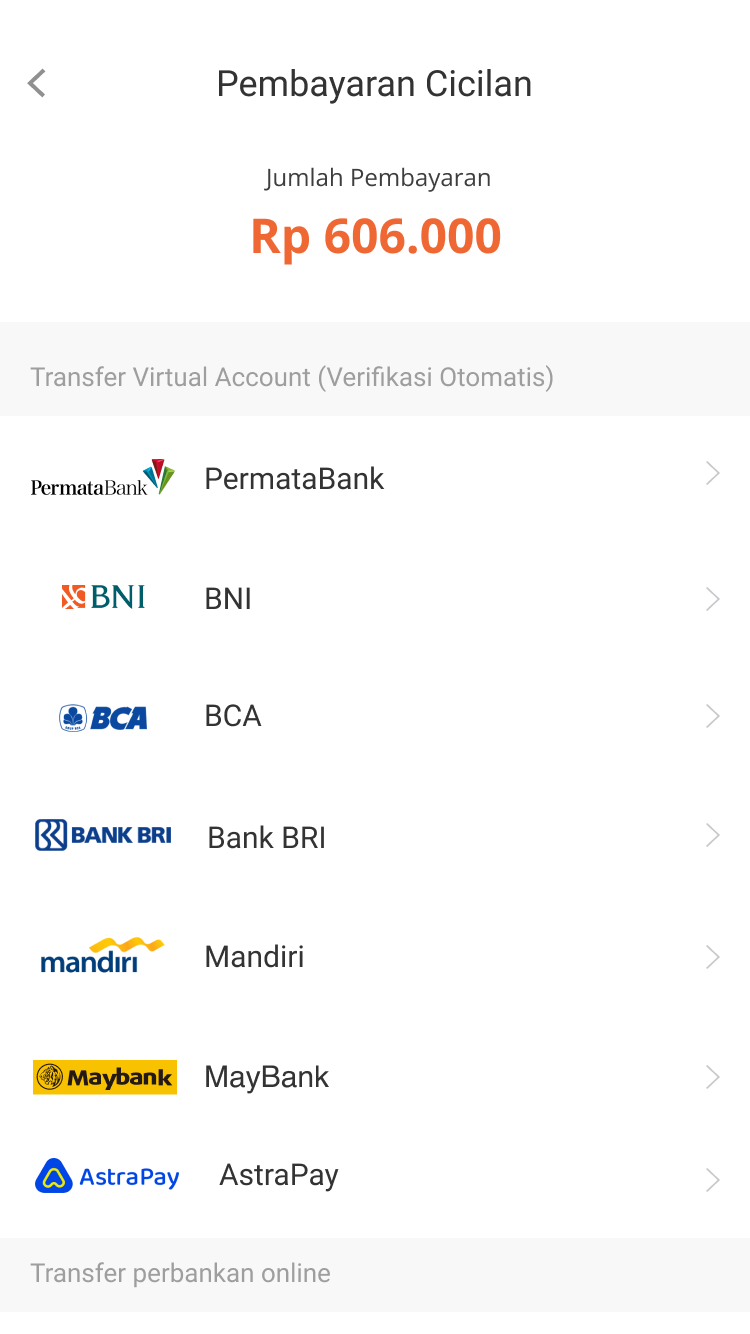 Pembayaran Cicilan
Jumlah Pembayaran
Rp 606.000
Transfer Virtual Account (Verifikasi Otomatis)
PermataBank PermataBank
BNI BNI
BCA BCA
BANK BRI Bank BRI
mandiri Mandiri
Maybank MayBank
AstraPay AstraPay
Transfer perbankan online